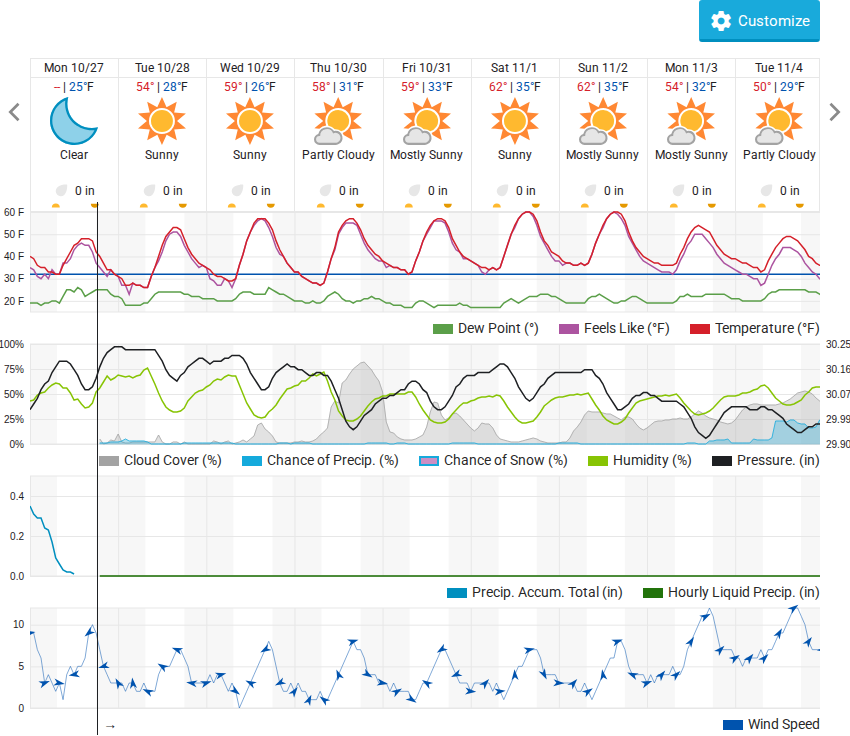 Customize
Mon 10/27 Tue 10/28 Wed 10/29 Thu 10/30 Fri 10/31 Sat 11/1 Sun 11/2 Mon 11/3 Tue 11/4
-- | 25°F 54° | 28°F 59° | 26°F 58° | 31°F 59° | 33°F 62° | 35°F 62° | 35°F 54° | 32°F 50° | 29°F
Clear Sunny Sunny Partly Cloudy Mostly Sunny Sunny Mostly Sunny Mostly Sunny Partly Cloudy
0 in 0 in 0 in 0 in 0 in 0 in 0 in 0 in 0 in
60 F
50 F
40 F
30 F
20 F
Dew Point (°) Feels Like (°F) Temperature (°F)
100% 30.25
75% 30.16
50% 30.07
25% 29.99
0% 29.90
Cloud Cover (%) Chance of Precip. (%) Chance of Snow (%) Humidity (%) Pressure. (in)
0.4
0.2
0.0
Precip. Accum. Total (in) Hourly Liquid Precip. (in)
10
5
0
→ Wind Speed